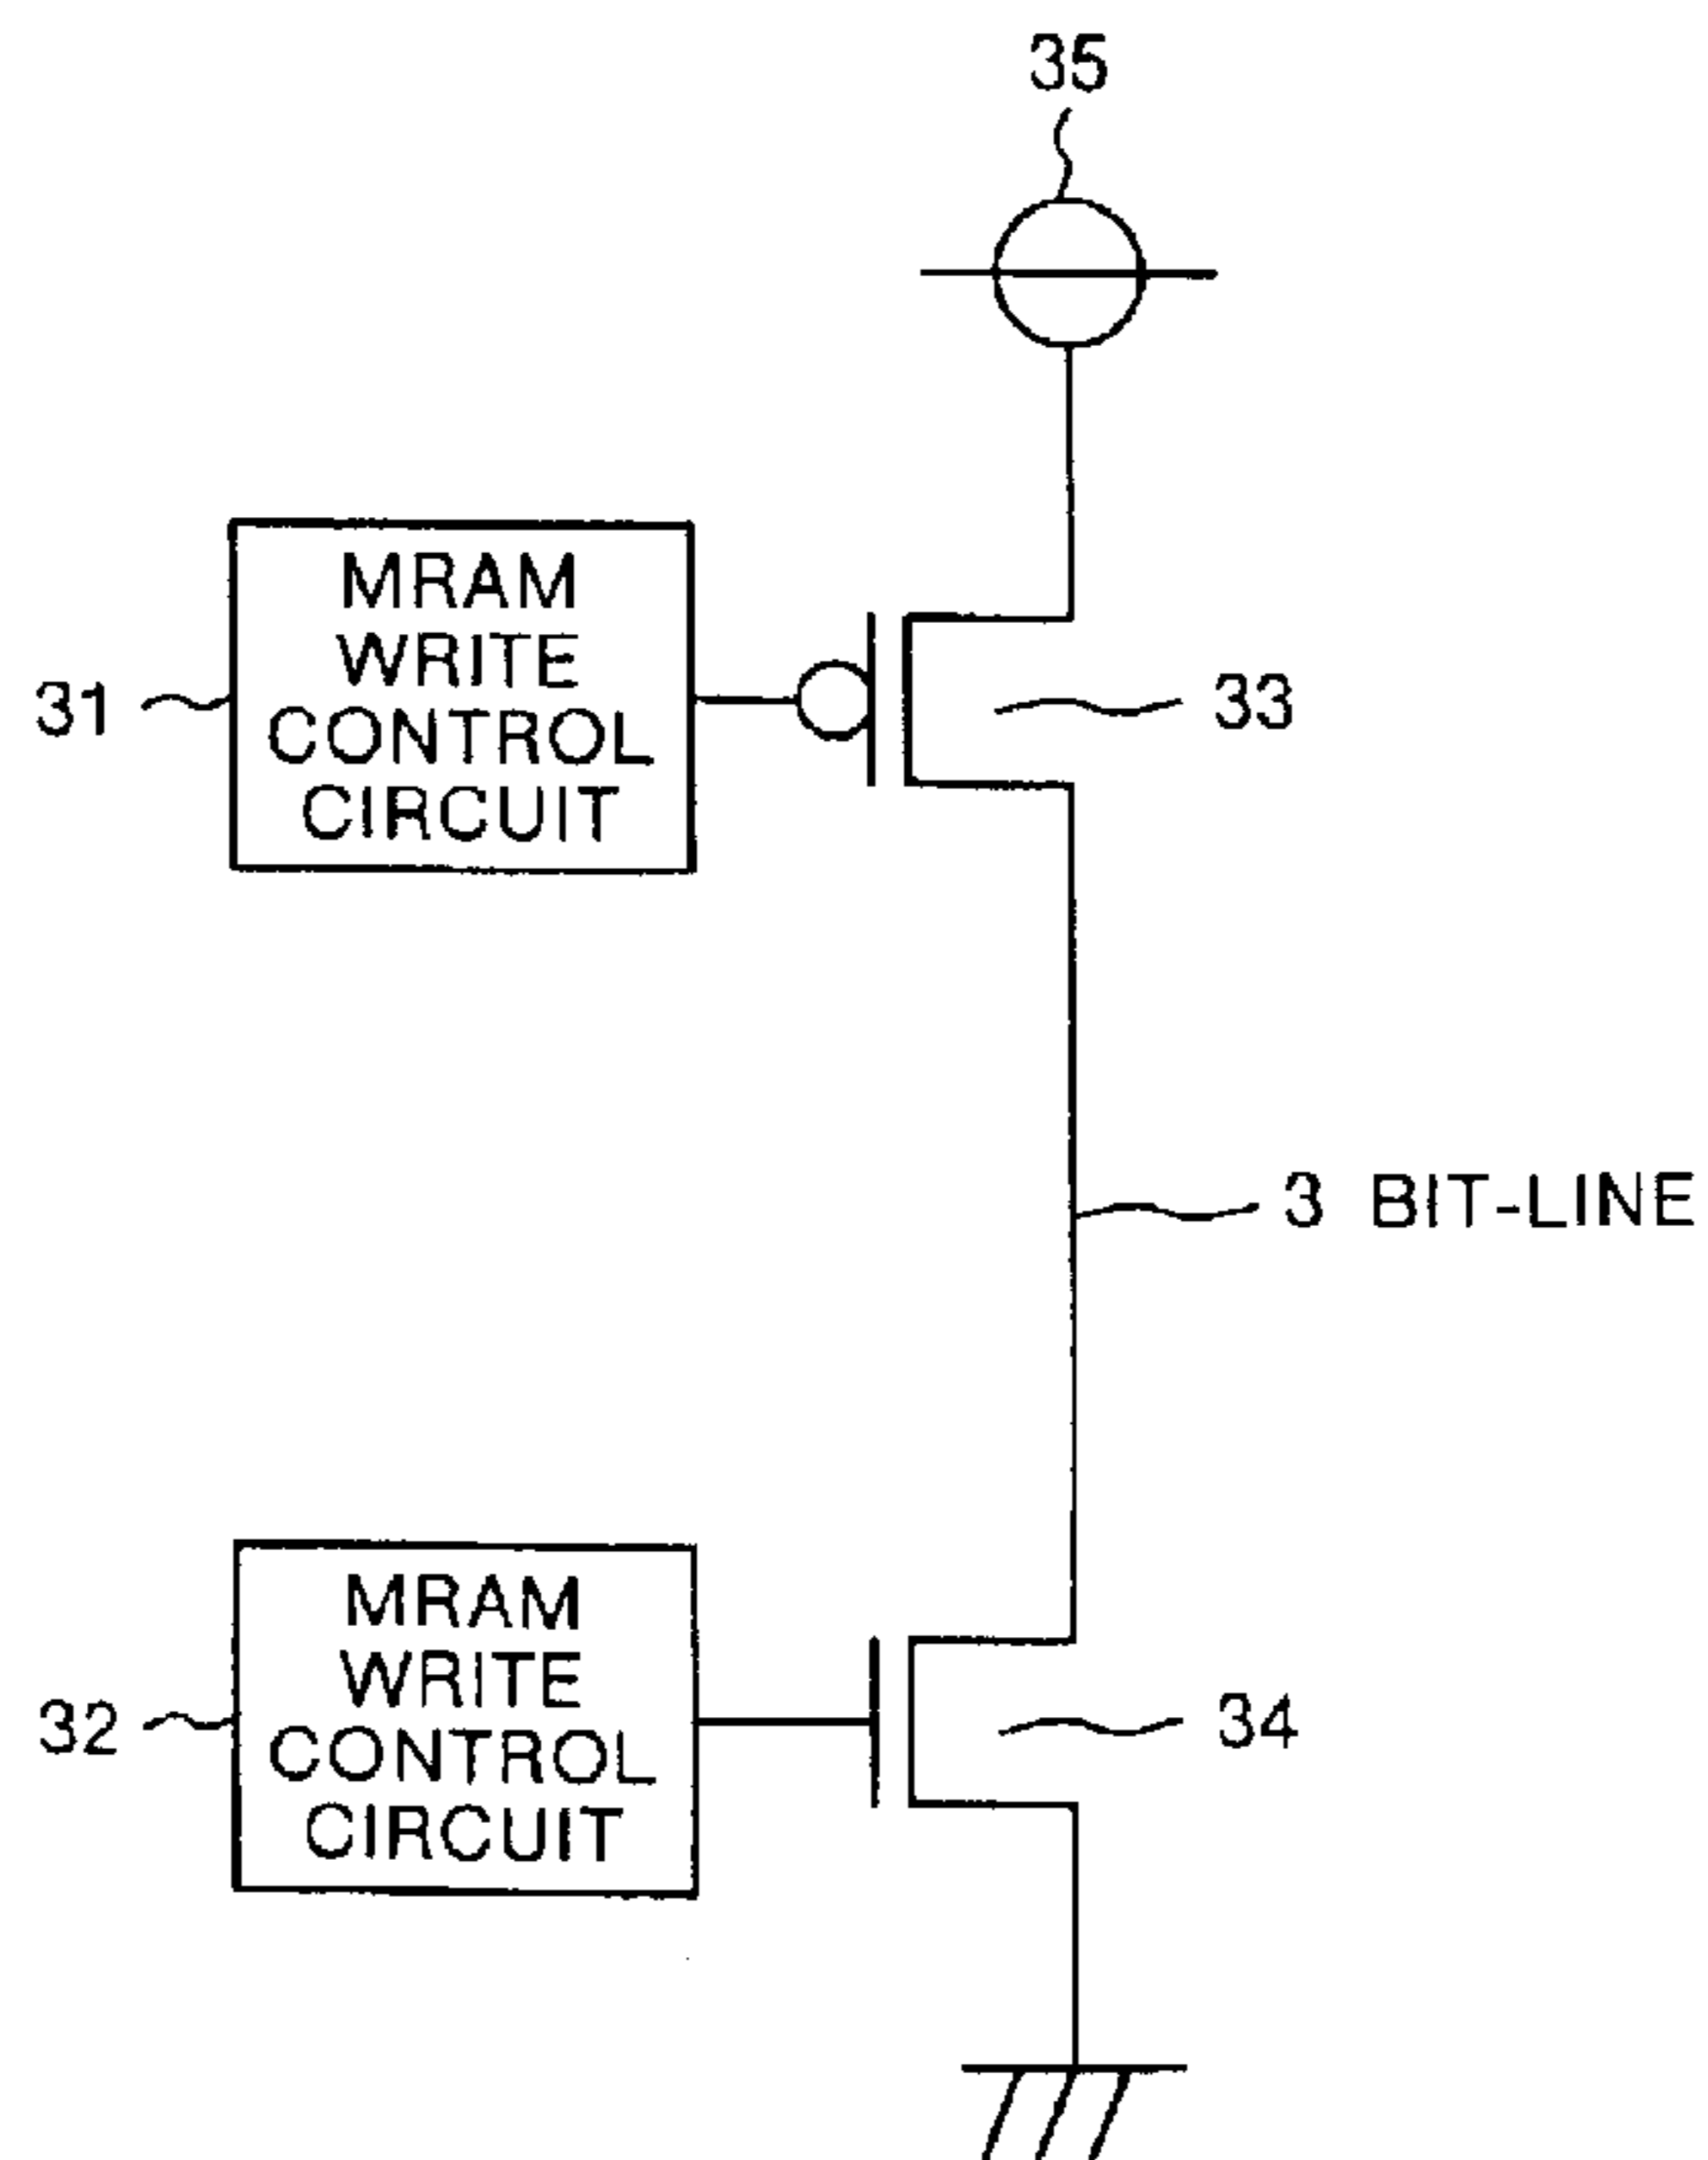 35
MRAM
WRITE
CONTROL
CIRCUIT
31
33
3 BIT-LINE
MRAM
WRITE
CONTROL
CIRCUIT
32
34